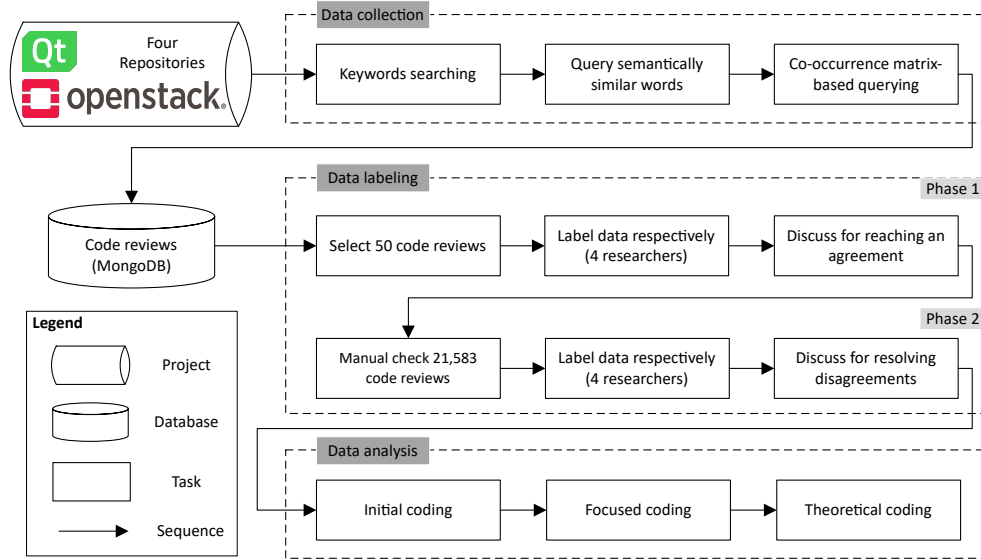 Data collection
Qt
Four
Repositories
openstack.
Keywords searching
Query semantically
similar words
Co-occurrence matrix-
based querying
Data labeling
Phase 1
Code reviews
(MongoDB)
Select 50 code reviews
Label data respectively
(4 researchers)
Discuss for reaching an
agreement
Phase 2
Manual check 21,583
code reviews
Label data respectively
(4 researchers)
Discuss for resolving
disagreements
Legend
Project
Database
Task
Sequence
Data analysis
Initial coding
Focused coding
Theoretical coding